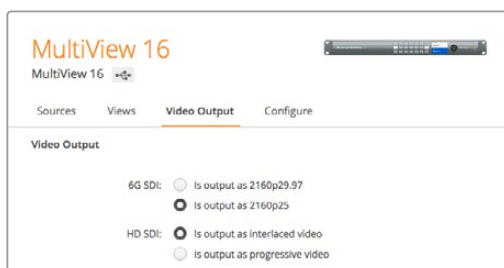 MultiView 16
MultiView 16
Sources Views Video Output Configure
Video Output
6G SDI: Is output as 2160p29.97
Is output as 2160p25
HD SDI: Is output as interlaced video
Is output as progressive video